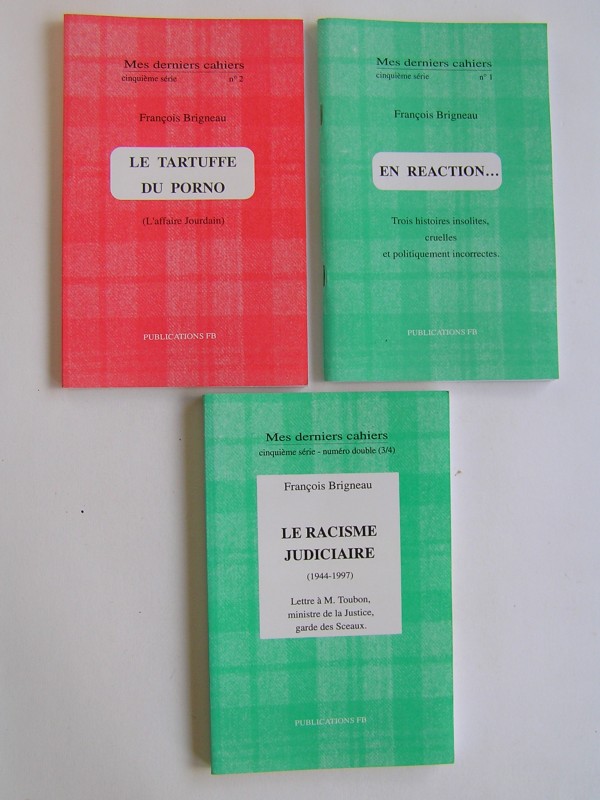 Mes derniers cahiers
cinquième série n° 2
François Brigneau
LE TARTUFFE
DU PORNO
(L'affaire Jourdain)
PUBLICATIONS FB
Mes derniers cahiers
cinquième série n° 1
François Brigneau
EN REACTION...
Trois histoires insolites,
cruelles
et politiquement incorrectes.
PUBLICATIONS FB
Mes derniers cahiers
cinquième série - numéro double (3/4)
François Brigneau
LE RACISME
JUDICIAIRE
(1944-1997)
Lettre à M. Toubon,
ministre de la Justice,
garde des Sceaux.
PUBLICATIONS FB